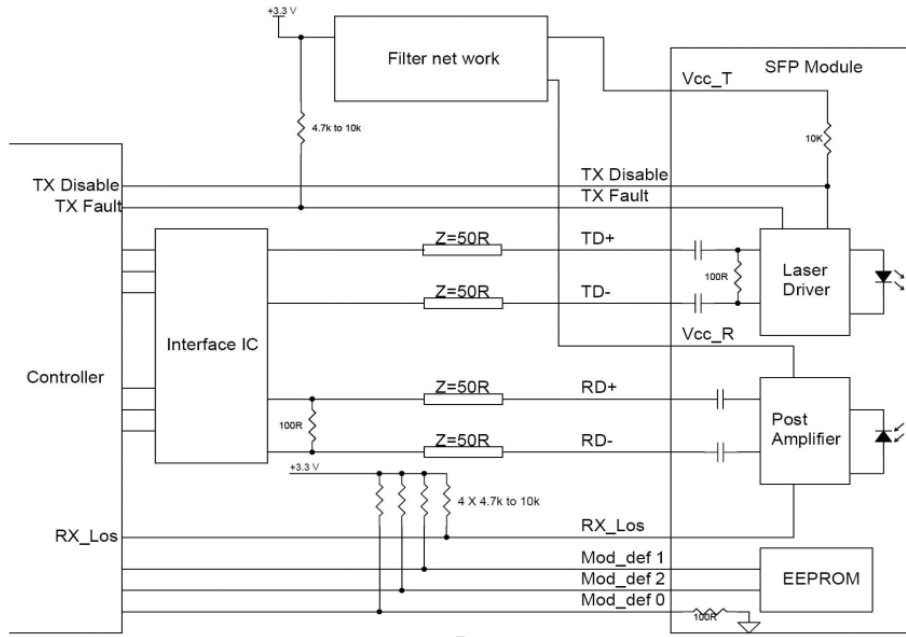 +3.3 V
Filter net work
SFP Module
Vcc_T
4.7k to 10k
10K
TX Disable
TX Disable
TX Fault
TX Fault
Z=50R
TD+
Laser
Driver
100R
Z=50R
TD-
Interface IC
Vcc_R
Controller
Z=50R
RD+
Post
Amplifier
100R
Z=50R
RD-
+3.3 V
4 X 4.7k to 10k
RX_Los
RX_Los
Mod_def 1
Mod_def 2
EEPROM
Mod_def 0
100R